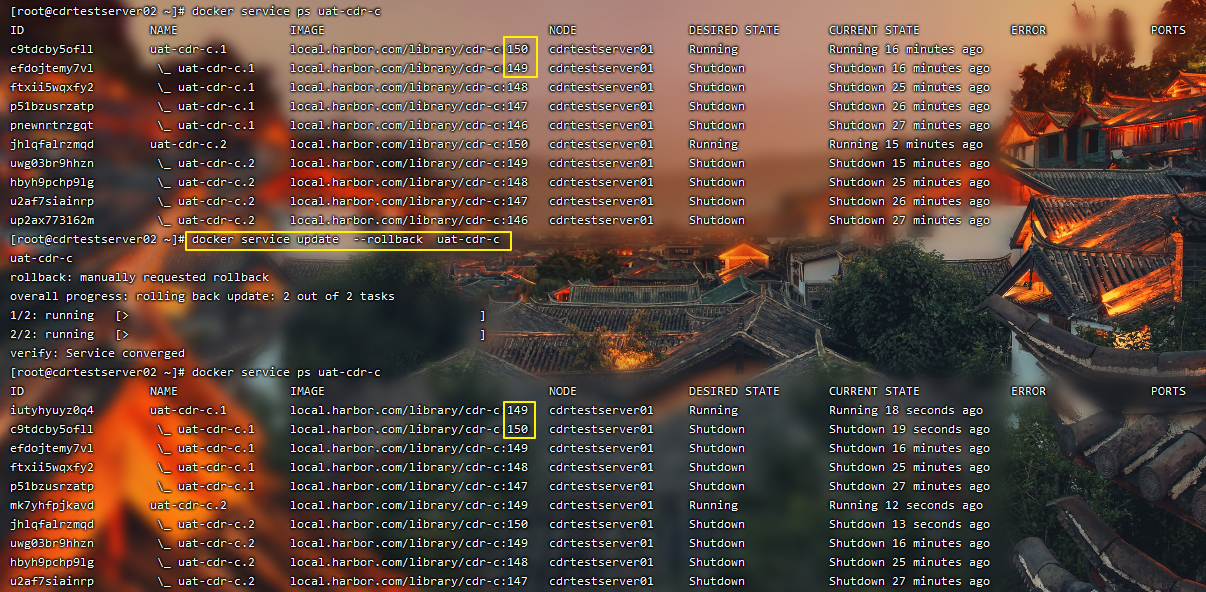 [root@cdrtestserver02 ~]# docker service ps uat-cdr-c
ID NAME IMAGE NODE DESIRED STATE CURRENT STATE ERROR PORTS
c9tdcby5ofll uat-cdr-c.1 local.harbor.com/library/cdr-c:150 cdrtestserver01 Running Running 16 minutes ago
efdojtemy7vl \_ uat-cdr-c.1 local.harbor.com/library/cdr-c:149 cdrtestserver01 Shutdown Shutdown 16 minutes ago
ftxii5wqxfy2 \_ uat-cdr-c.1 local.harbor.com/library/cdr-c:148 cdrtestserver01 Shutdown Shutdown 25 minutes ago
p51bzusrzatp \_ uat-cdr-c.1 local.harbor.com/library/cdr-c:147 cdrtestserver01 Shutdown Shutdown 26 minutes ago
pnewnrtrzgqt \_ uat-cdr-c.1 local.harbor.com/library/cdr-c:146 cdrtestserver01 Shutdown Shutdown 27 minutes ago
jhlqfalrzmqd uat-cdr-c.2 local.harbor.com/library/cdr-c:150 cdrtestserver01 Running Running 15 minutes ago
uwg03br9hhzn \_ uat-cdr-c.2 local.harbor.com/library/cdr-c:149 cdrtestserver01 Shutdown Shutdown 15 minutes ago
hbyh9pchp9lg \_ uat-cdr-c.2 local.harbor.com/library/cdr-c:148 cdrtestserver01 Shutdown Shutdown 25 minutes ago
u2af7siainrp \_ uat-cdr-c.2 local.harbor.com/library/cdr-c:147 cdrtestserver01 Shutdown Shutdown 26 minutes ago
up2ax773162m \_ uat-cdr-c.2 local.harbor.com/library/cdr-c:146 cdrtestserver01 Shutdown Shutdown 27 minutes ago
[root@cdrtestserver02 ~]# docker service update --rollback uat-cdr-c
uat-cdr-c
rollback: manually requested rollback
overall progress: rolling back update: 2 out of 2 tasks
1/2: running [> ]
2/2: running [> ]
verify: Service converged
[root@cdrtestserver02 ~]# docker service ps uat-cdr-c
ID NAME IMAGE NODE DESIRED STATE CURRENT STATE ERROR PORTS
iutyhyuyz0q4 uat-cdr-c.1 local.harbor.com/library/cdr-c:149 cdrtestserver01 Running Running 18 seconds ago
c9tdcby5ofll \_ uat-cdr-c.1 local.harbor.com/library/cdr-c:150 cdrtestserver01 Shutdown Shutdown 19 seconds ago
efdojtemy7vl \_ uat-cdr-c.1 local.harbor.com/library/cdr-c:149 cdrtestserver01 Shutdown Shutdown 16 minutes ago
ftxii5wqxfy2 \_ uat-cdr-c.1 local.harbor.com/library/cdr-c:148 cdrtestserver01 Shutdown Shutdown 25 minutes ago
p51bzusrzatp \_ uat-cdr-c.1 local.harbor.com/library/cdr-c:147 cdrtestserver01 Shutdown Shutdown 27 minutes ago
mk7yhfpjkavd uat-cdr-c.2 local.harbor.com/library/cdr-c:149 cdrtestserver01 Running Running 12 seconds ago
jhlqfalrzmqd \_ uat-cdr-c.2 local.harbor.com/library/cdr-c:150 cdrtestserver01 Shutdown Shutdown 13 seconds ago
uwg03br9hhzn \_ uat-cdr-c.2 local.harbor.com/library/cdr-c:149 cdrtestserver01 Shutdown Shutdown 16 minutes ago
hbyh9pchp9lg \_ uat-cdr-c.2 local.harbor.com/library/cdr-c:148 cdrtestserver01 Shutdown Shutdown 25 minutes ago
u2af7siainrp \_ uat-cdr-c.2 local.harbor.com/library/cdr-c:147 cdrtestserver01 Shutdown Shutdown 27 minutes ago